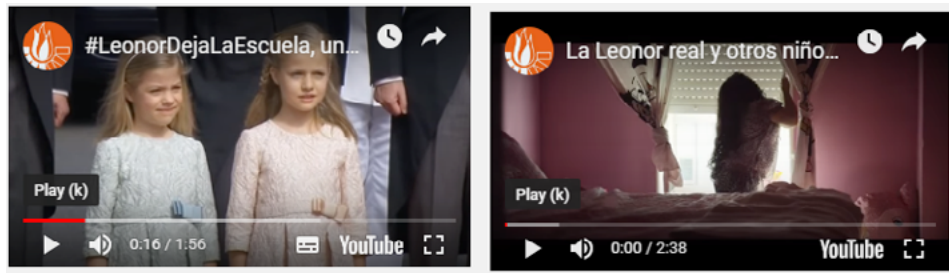 #LeonorDejaLaEscuela, un...
Play (k)
0:16 / 1:56
YouTube
La Leonor real y otros niño...
Play (k)
0:00 / 2:38
YouTube